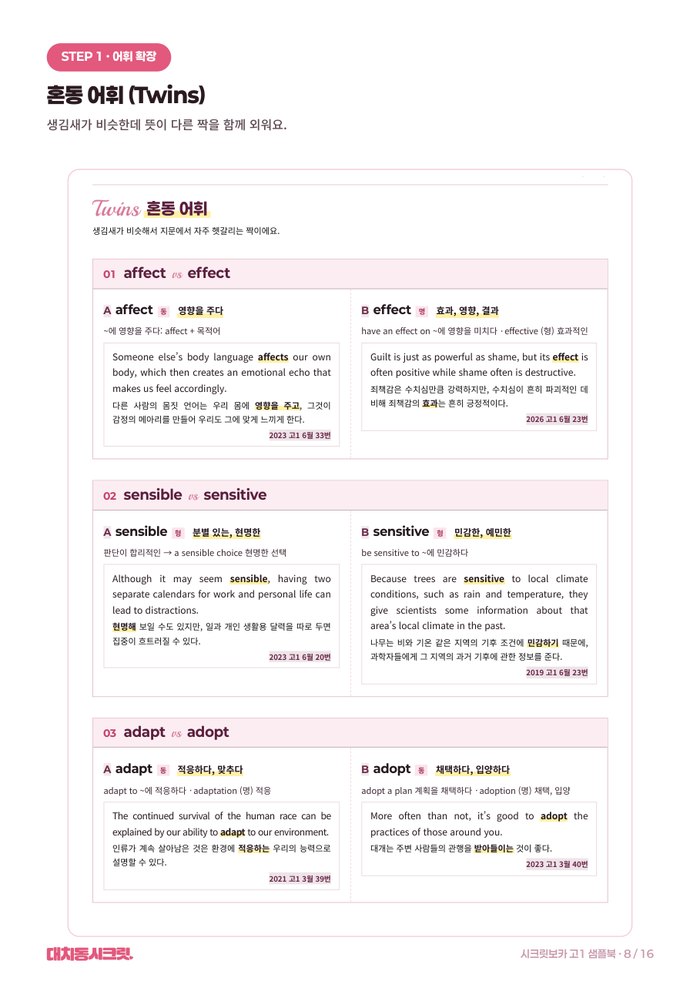 STEP 1 · 어휘 확장
혼동 어휘 (Twins)
생김새가 비슷한데 뜻이 다른 짝을 함께 외워요.
Twins 혼동 어휘
생김새가 비슷해서 지문에서 자주 헷갈리는 짝이에요.
01 affect vs effect
A affect 동 영향을 주다
~에 영향을 주다: affect + 목적어
Someone else's body language affects our own
body, which then creates an emotional echo that
makes us feel accordingly.
다른 사람의 몸짓 언어는 우리 몸에 영향을 주고, 그것이
감정의 메아리를 만들어 우리도 그에 맞게 느끼게 한다.
2023 고1 6월 33번
B effect 명 효과, 영향, 결과
have an effect on ~에 영향을 미치다 · effective (형) 효과적인
Guilt is just as powerful as shame, but its effect is
often positive while shame often is destructive.
죄책감은 수치심만큼 강력하지만, 수치심이 흔히 파괴적인 데
비해 죄책감의 효과는 흔히 긍정적이다.
2026 고1 6월 23번
02 sensible vs sensitive
A sensible 형 분별 있는, 현명한
판단이 합리적인 → a sensible choice 현명한 선택
Although it may seem sensible, having two
separate calendars for work and personal life can
lead to distractions.
현명해 보일 수도 있지만, 일과 개인 생활용 달력을 따로 두면
집중이 흐트러질 수 있다.
2023 고1 6월 20번
B sensitive 형 민감한, 예민한
be sensitive to ~에 민감하다
Because trees are sensitive to local climate
conditions, such as rain and temperature, they
give scientists some information about that
area's local climate in the past.
나무는 비와 기온 같은 지역의 기후 조건에 민감하기 때문에,
과학자들에게 그 지역의 과거 기후에 관한 정보를 준다.
2019 고1 6월 23번
03 adapt vs adopt
A adapt 동 적응하다, 맞추다
adapt to ~에 적응하다 · adaptation (명) 적응
The continued survival of the human race can be
explained by our ability to adapt to our environment.
인류가 계속 살아남은 것은 환경에 적응하는 우리의 능력으로
설명할 수 있다.
2021 고1 3월 39번
B adopt 동 채택하다, 입양하다
adopt a plan 계획을 채택하다 · adoption (명) 채택, 입양
More often than not, it's good to adopt the
practices of those around you.
대개는 주변 사람들의 관행을 받아들이는 것이 좋다.
2023 고1 3월 40번
대치동시크릿.
시크릿보카 고1 샘플북 · 8 / 16